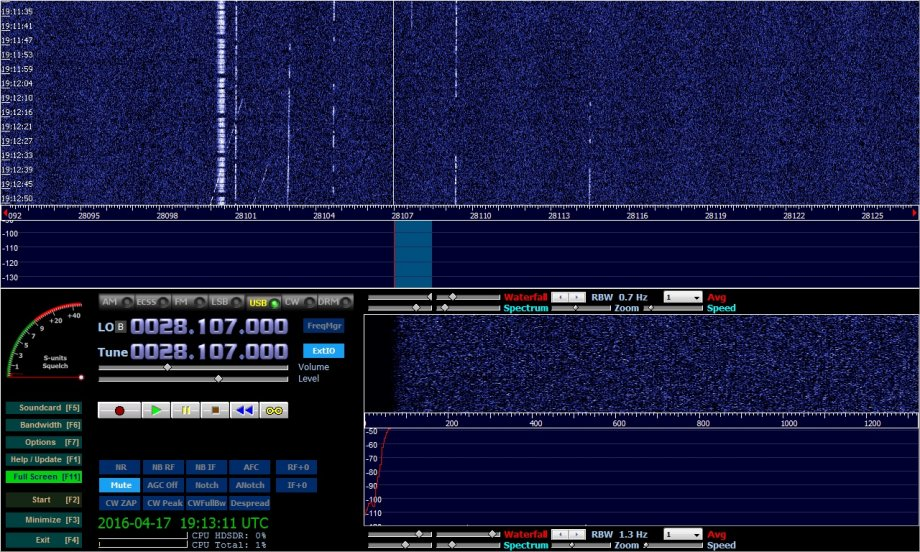 19:11:35
19:11:41
19:11:47
19:11:53
19:11:59
19:12:04
19:12:10
19:12:16
19:12:21
19:12:27
19:12:33
19:12:39
19:12:45
19:12:50
092 28095 28098 28101 28104 28107 28110 28113 28116 28119 28122 28125
-90
-100
-110
-120
-130
AM ECSS FM LSB USB CW DRM
LO B 0028.107.000 FreqMgr
Tune 0028.107.000 ExtIO
Volume
Level
+40
+20
9
7
5
3
1
S-units
Squelch
Soundcard [F5]
Bandwidth [F6]
Options [F7]
Help / Update [F1]
Full Screen [F11]
Start [F2]
Minimize [F3]
Exit [F4]
NR NB RF NB IF AFC RF+0
Mute AGC Off Notch ANotch IF+0
CW ZAP CW Peak CWFullBw Despread
2016-04-17 19:13:11 UTC
CPU HDSDR: 0%
CPU Total: 1%
Waterfall RBW 0.7 Hz 1 Avg
Spectrum Zoom Speed
200 400 600 800 1000 1200
-50
-60
-70
-80
-90
-100
-110
-120
Waterfall RBW 1.3 Hz 1 Avg
Spectrum Zoom Speed